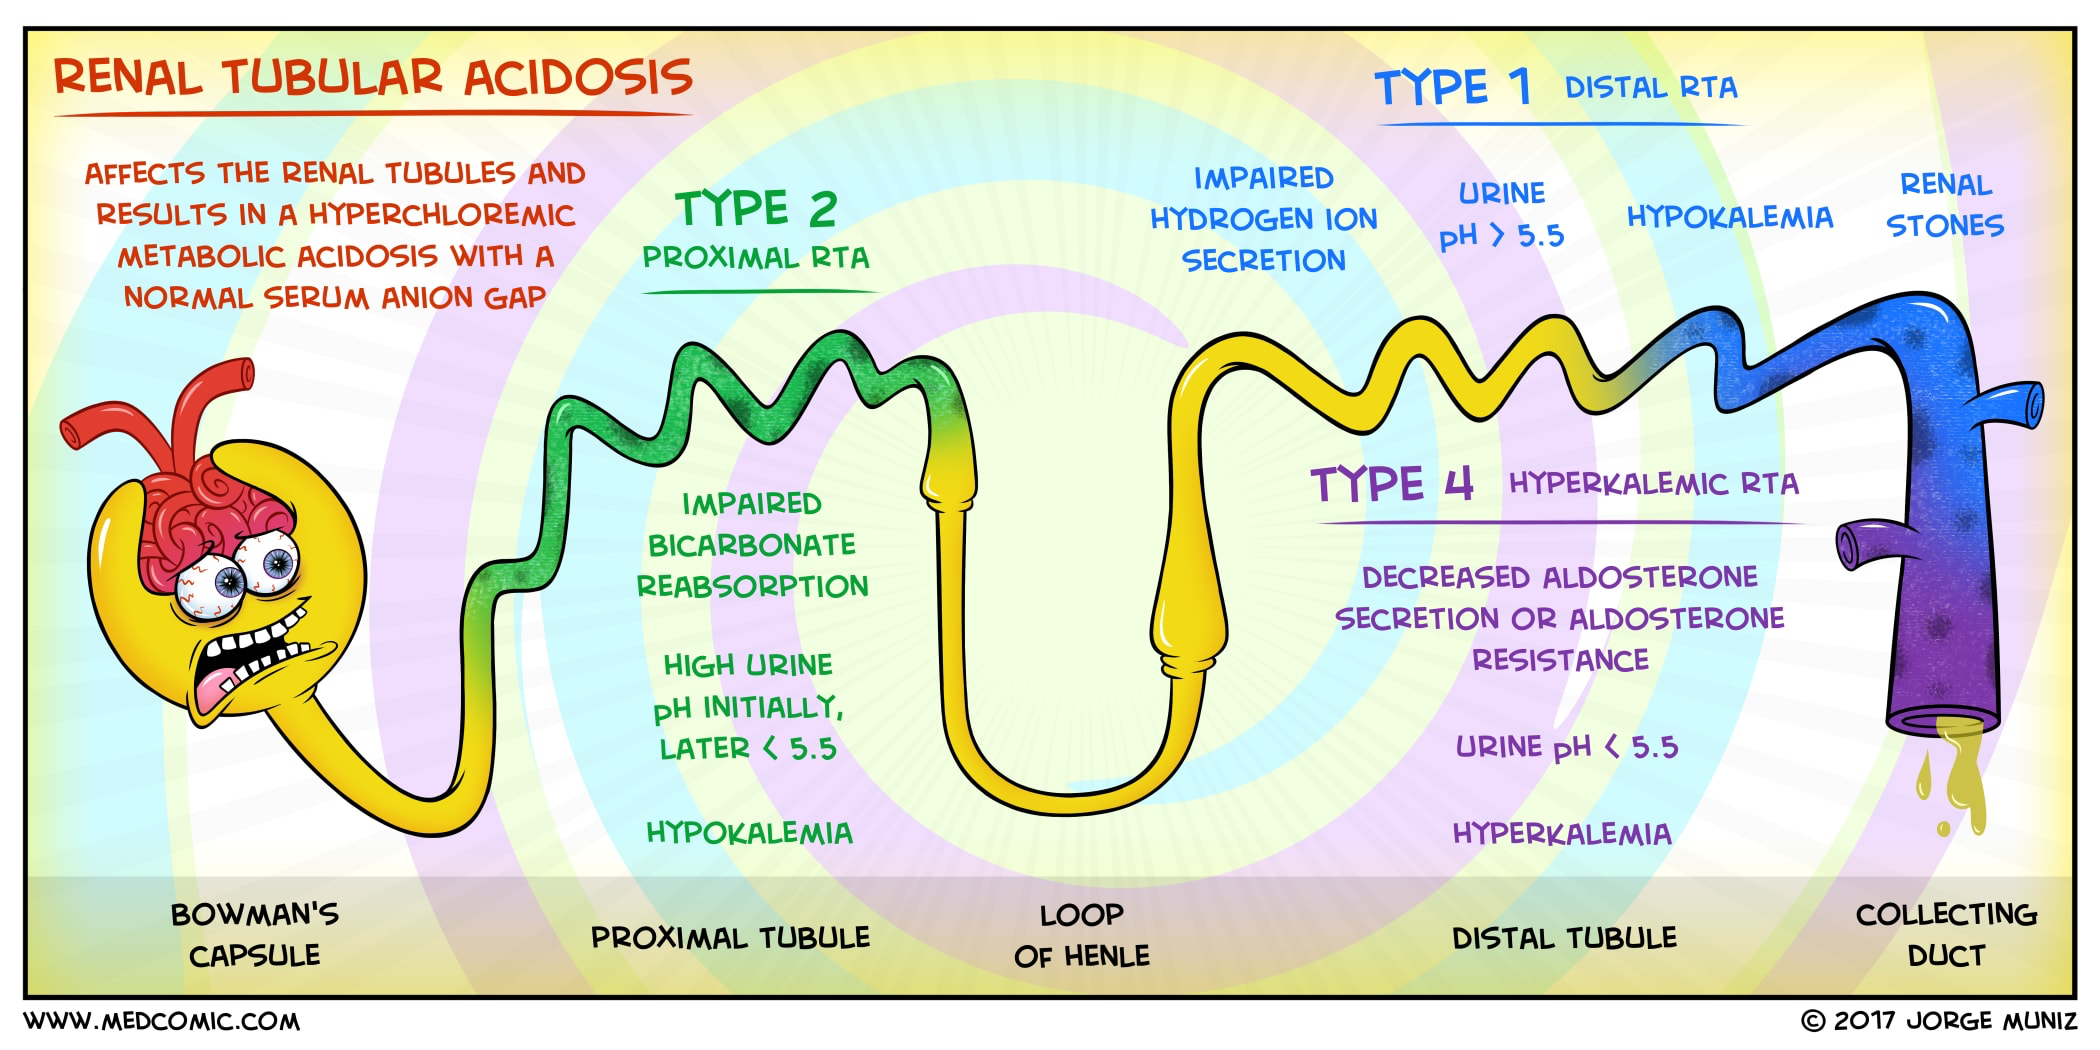 RENAL TUBULAR ACIDOSIS
AFFECTS THE RENAL TUBULES AND
RESULTS IN A HYPERCHLOREMIC
METABOLIC ACIDOSIS WITH A
NORMAL SERUM ANION GAP
TYPE 2
PROXIMAL RTA
IMPAIRED
BICARBONATE
REABSORPTION
HIGH URINE
pH INITIALLY,
LATER < 5.5
HYPOKALEMIA
TYPE 1 DISTAL RTA
IMPAIRED
HYDROGEN ION
SECRETION
URINE
pH > 5.5
HYPOKALEMIA
RENAL
STONES
TYPE 4 HYPERKALEMIC RTA
DECREASED ALDOSTERONE
SECRETION OR ALDOSTERONE
RESISTANCE
URINE pH < 5.5
HYPERKALEMIA
BOWMAN'S
CAPSULE
PROXIMAL TUBULE
LOOP
OF HENLE
DISTAL TUBULE
COLLECTING
DUCT
WWW.MEDCOMIC.COM
© 2017 JORGE MUNIZ